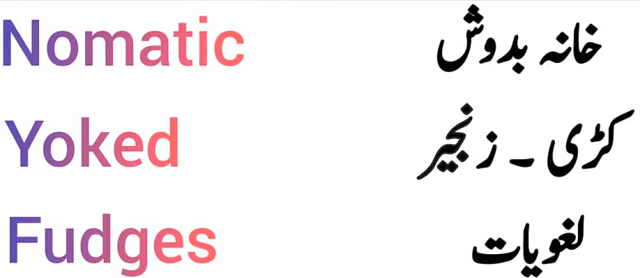 Nomatic خانہ بدوش
Yoked کڑی ۔ زنجیر
Fudges لغویات